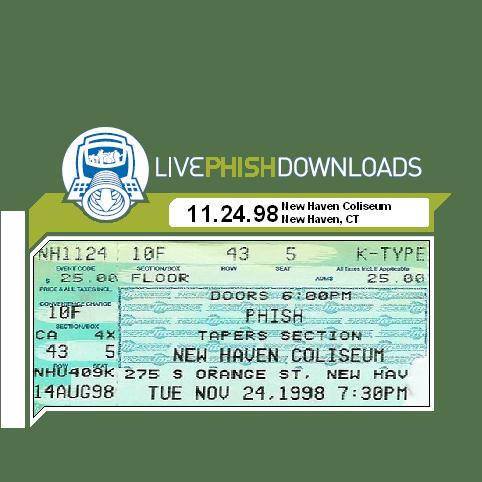 LIVEPHISHDOWNLOADS
11.24.98 New Haven Coliseum
New Haven, CT
NH1124 10F 43 5 K-TYPE
EVENT CODE SECTION/BOX ROW SEAT All Taxes Incl. If Applicable
$ 25.00 FLOOR ADMS 25.00
PRICE & ALL TAXES INCL.
DOORS 6:00PM
CONVENIENCE CHARGE
10F PHISH
SECTION/BOX
CA 4X TAPERS SECTION
43 5 NEW HAVEN COLISEUM
ROW SEAT
NHU409K 275 S ORANGE ST. NEW HAV
14AUG98 TUE NOV 24,1998 7:30PM